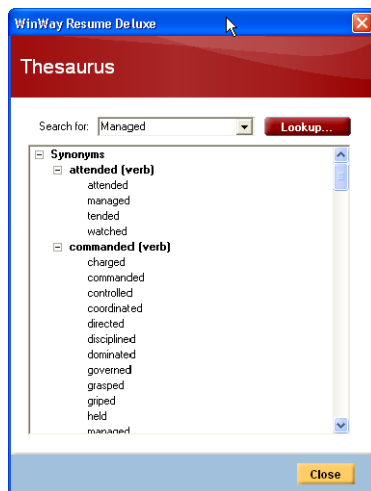 WinWay Resume Deluxe
Thesaurus
Search for: Managed Lookup...
Synonyms
attended (verb)
attended
managed
tended
watched
commanded (verb)
charged
commanded
controlled
coordinated
directed
disciplined
dominated
governed
grasped
griped
held
managed
Close